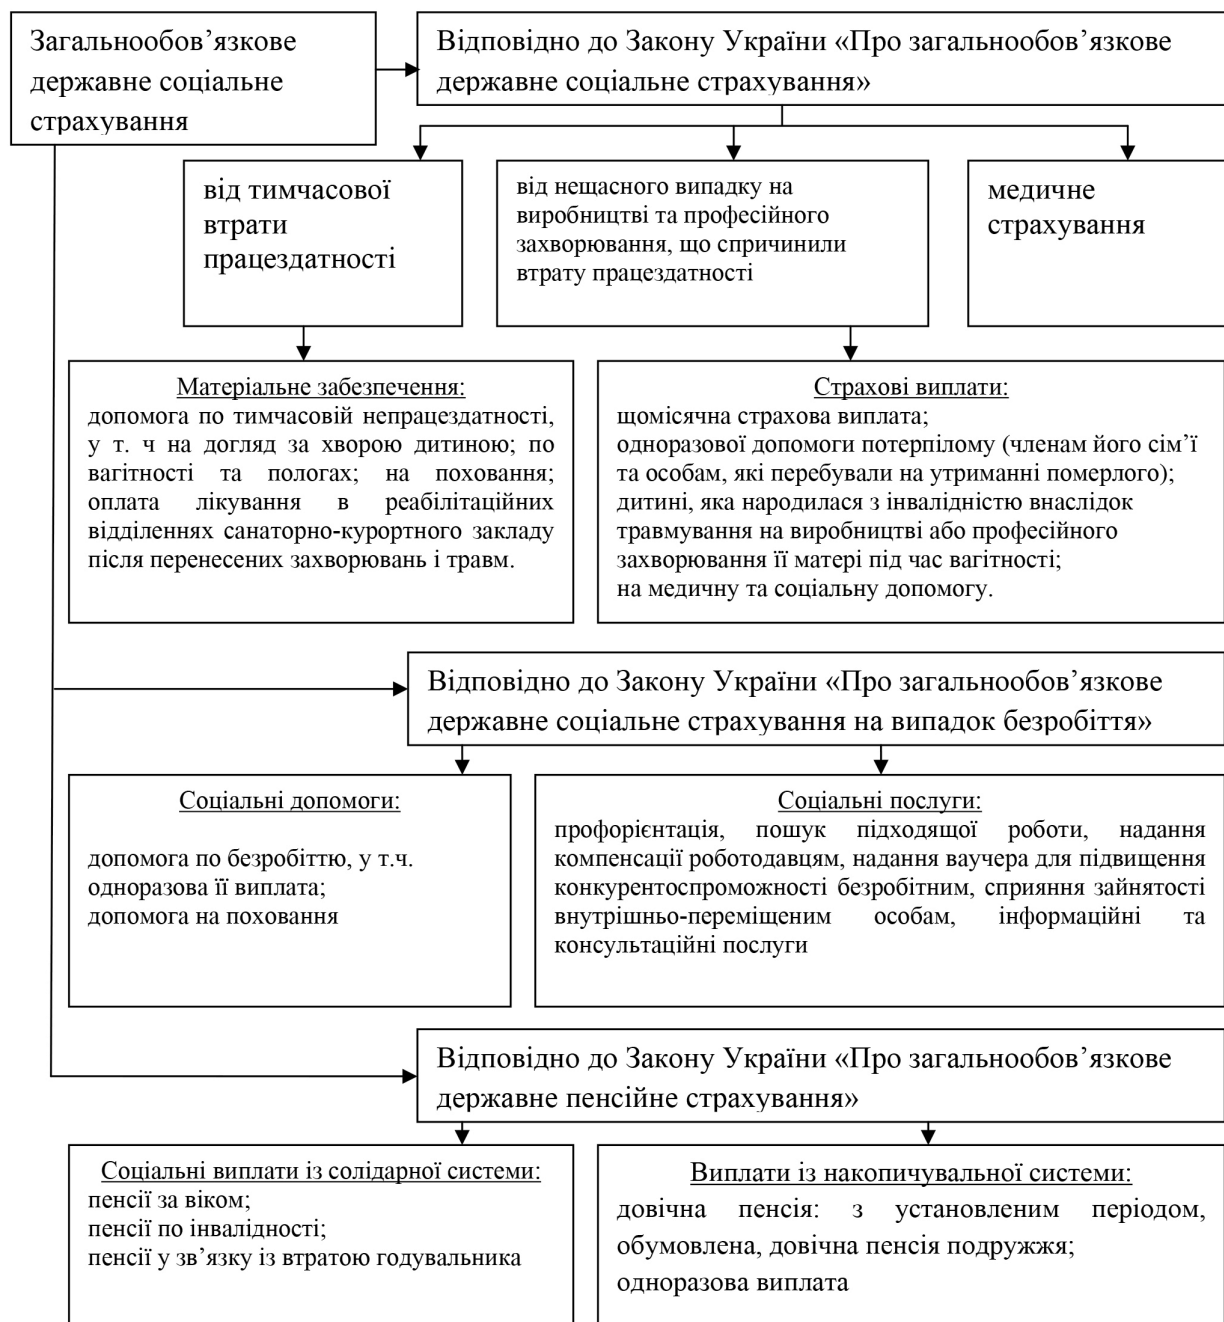 Загальнообов’язкове
державне соціальне
страхування
Відповідно до Закону України «Про загальнообов’язкове
державне соціальне страхування»
від тимчасової
втрати
працездатності
від нещасного випадку на
виробництві та професійного
захворювання, що спричинили
втрату працездатності
медичне
страхування
Матеріальне забезпечення:
допомога по тимчасовій непрацездатності,
у т. ч на догляд за хворою дитиною; по
вагітності та пологах; на поховання;
оплата лікування в реабілітаційних
відділеннях санаторно-курортного закладу
після перенесених захворювань і травм.
Страхові виплати:
щомісячна страхова виплата;
одноразової допомоги потерпілому (членам його сім’ї
та особам, які перебували на утриманні померлого);
дитині, яка народилася з інвалідністю внаслідок
травмування на виробництві або професійного
захворювання її матері під час вагітності;
на медичну та соціальну допомогу.
Відповідно до Закону України «Про загальнообов’язкове
державне соціальне страхування на випадок безробіття»
Соціальні допомоги:
допомога по безробіттю, у т.ч.
одноразова її виплата;
допомога на поховання
Соціальні послуги:
профорієнтація, пошук підходящої роботи, надання
компенсації роботодавцям, надання ваучера для підвищення
конкурентоспроможності безробітним, сприяння зайнятості
внутрішньо-переміщеним особам, інформаційні та
консультаційні послуги
Відповідно до Закону України «Про загальнообов’язкове
державне пенсійне страхування»
Соціальні виплати із солідарної системи:
пенсії за віком;
пенсії по інвалідності;
пенсії у зв’язку із втратою годувальника
Виплати із накопичувальної системи:
довічна пенсія: з установленим періодом,
обумовлена, довічна пенсія подружжя;
одноразова виплата